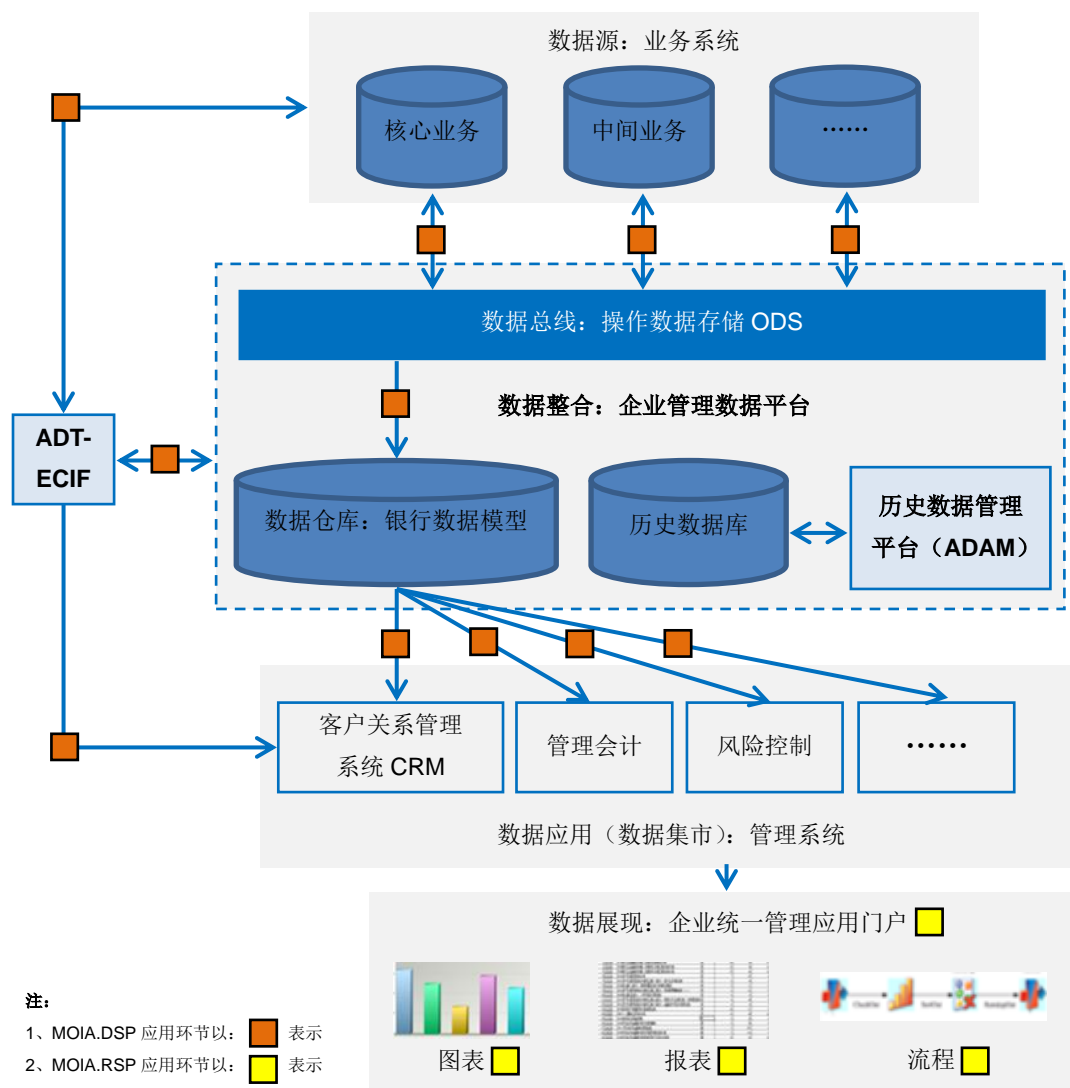 数据源：业务系统
核心业务
中间业务
……
数据总线：操作数据存储 ODS
数据整合：企业管理数据平台
ADT-
ECIF
数据仓库：银行数据模型
历史数据库
历史数据管理
平台（ADAM）
客户关系管理
系统 CRM
管理会计
风险控制
……
数据应用（数据集市）：管理系统
数据展现：企业统一管理应用门户
图表
报表
流程
注：
1、MOIA.DSP 应用环节以： 表示
2、MOIA.RSP 应用环节以： 表示